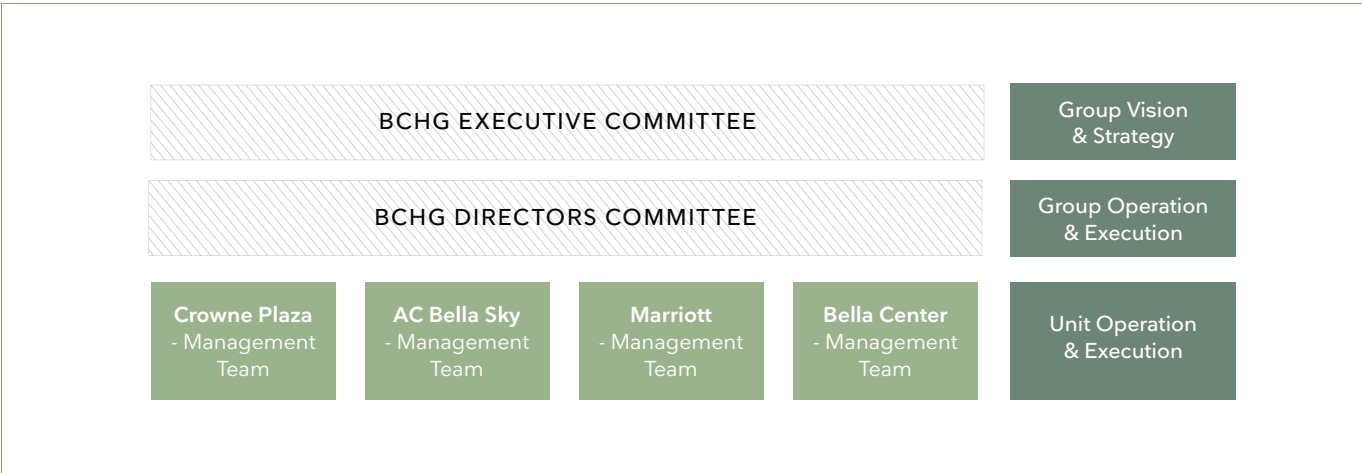 BCHG EXECUTIVE COMMITTEE
Group Vision
& Strategy
BCHG DIRECTORS COMMITTEE
Group Operation
& Execution
Crowne Plaza
- Management
Team
AC Bella Sky
- Management
Team
Marriott
- Management
Team
Bella Center
- Management
Team
Unit Operation
& Execution